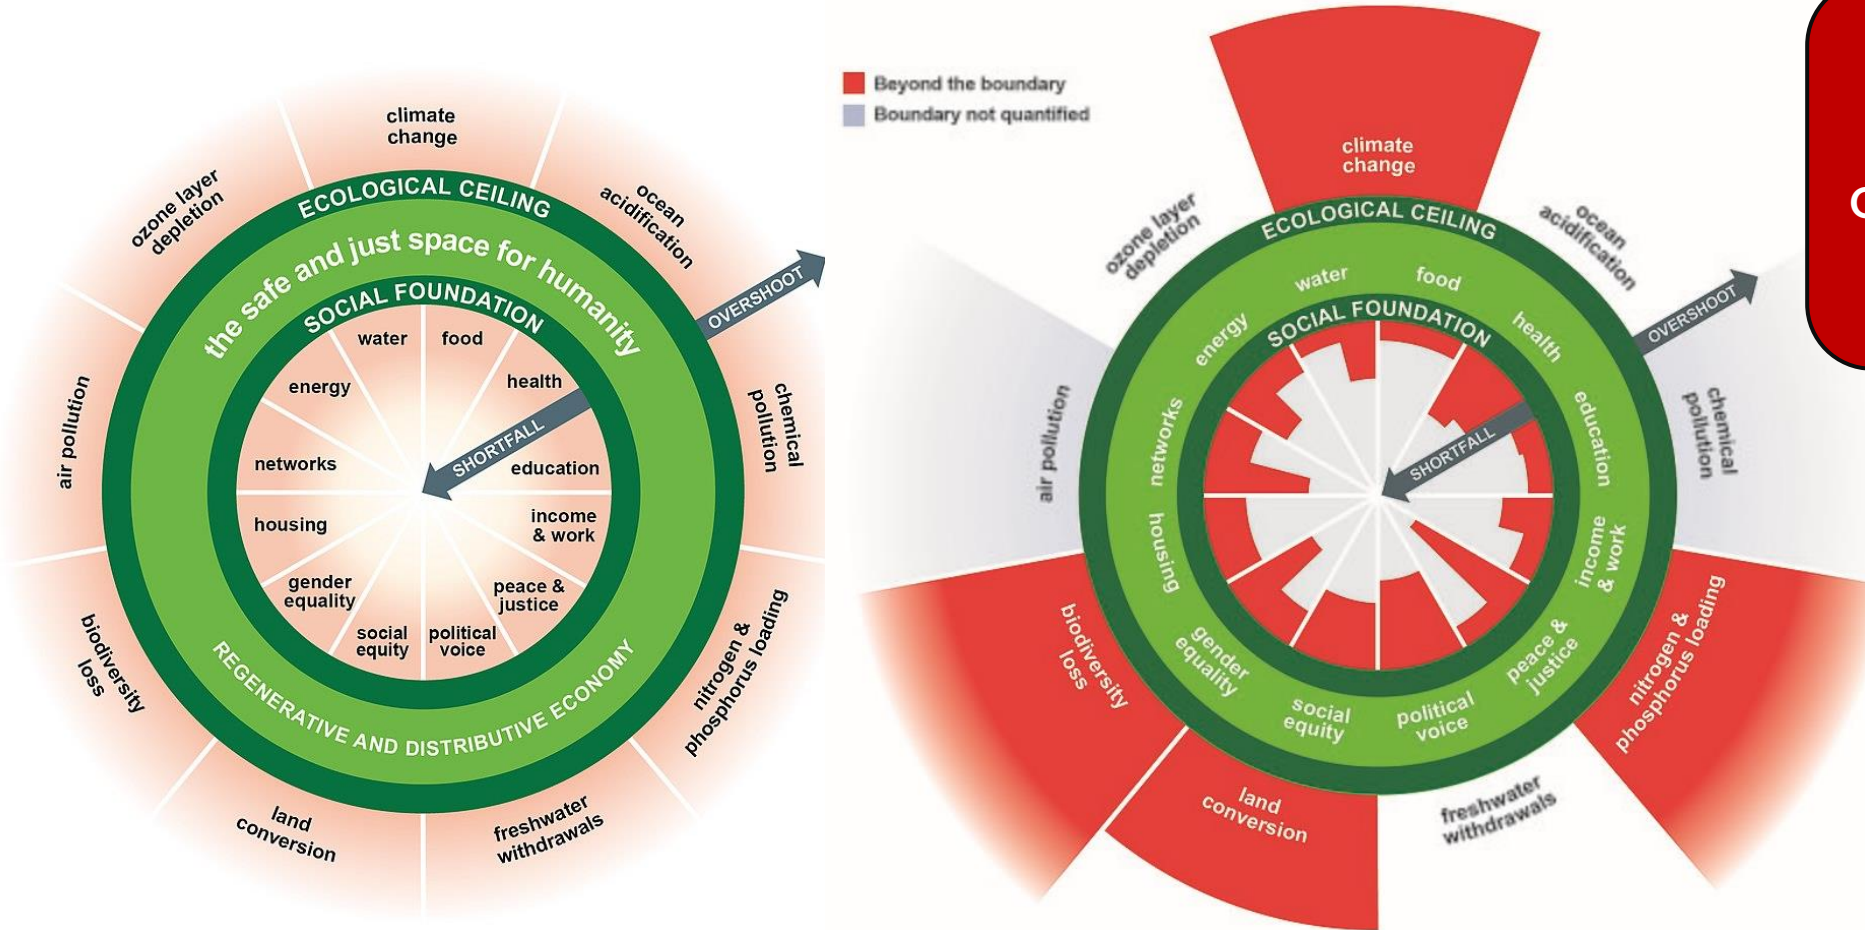 climate
change
ozone layer
depletion
ocean
acidification
ECOLOGICAL CEILING
the safe and just space for humanity
OVERSHOOT
SOCIAL FOUNDATION
water
food
energy
health
SHORTFALL
air pollution
chemical
pollution
networks
education
housing
income
& work
gender
equality
peace &
justice
social
equity
political
voice
REGENERATIVE AND DISTRIBUTIVE ECONOMY
biodiversity
loss
nitrogen &
phosphorus loading
land
conversion
freshwater
withdrawals
Beyond the boundary
Boundary not quantified
climate
change
ozone layer
depletion
ocean
acidification
ECOLOGICAL CEILING
water
food
OVERSHOOT
energy
SOCIAL FOUNDATION
health
SHORTFALL
air pollution
networks
education
chemical
pollution
housing
income
& work
gender
equality
peace &
justice
social
equity
political
voice
biodiversity
loss
nitrogen &
phosphorus loading
land
conversion
freshwater
withdrawals